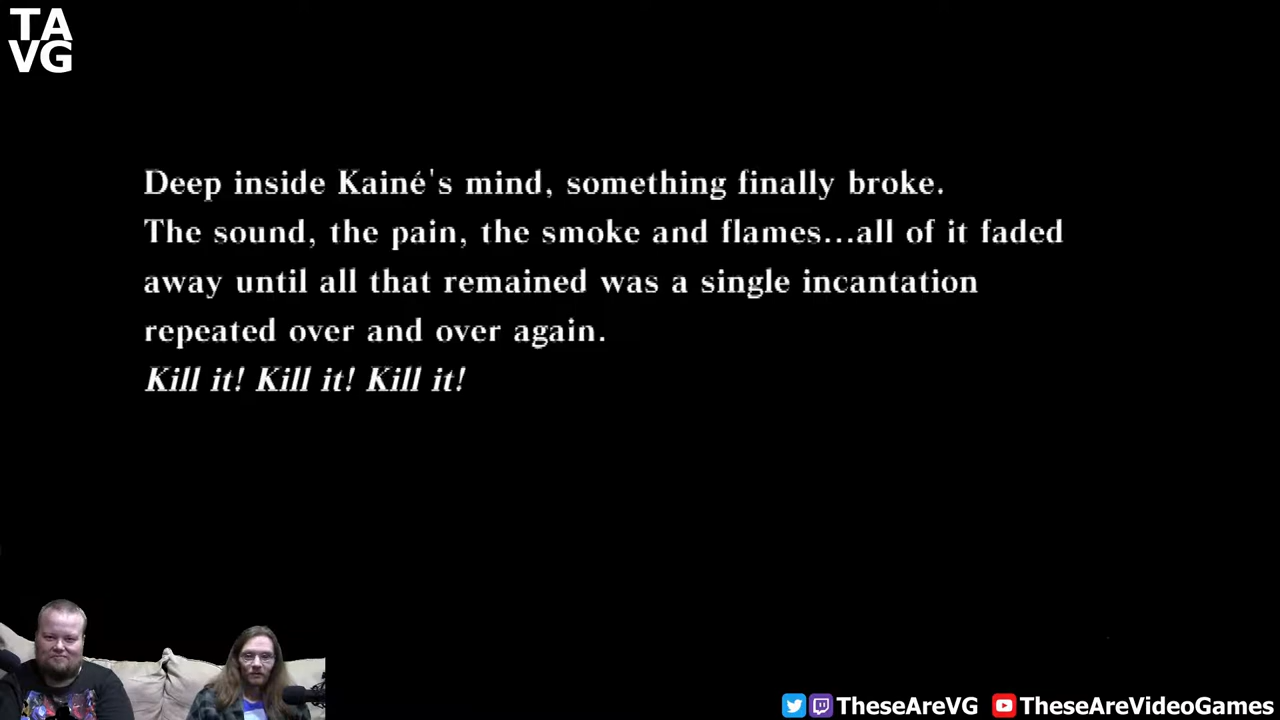 TA
VG
Deep inside Kainé's mind, something finally broke.
The sound, the pain, the smoke and flames...all of it faded
away until all that remained was a single incantation
repeated over and over again.
Kill it! Kill it! Kill it!
TheseAreVG TheseAreVideoGames